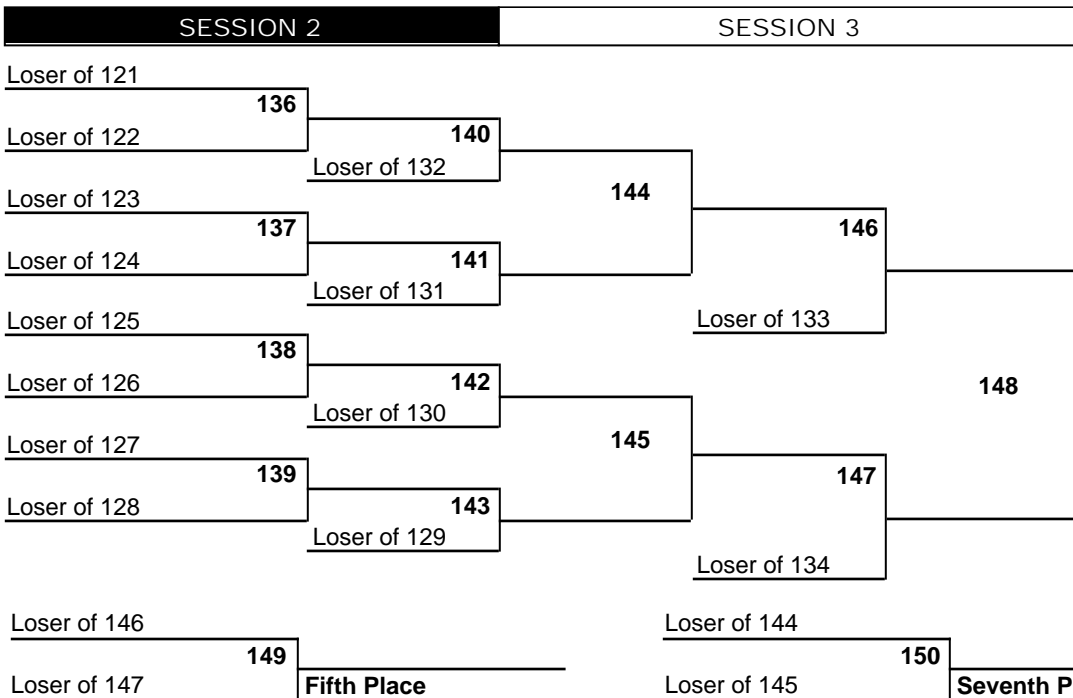 SESSION 2 SESSION 3
Loser of 121
136
Loser of 122 140
Loser of 132
Loser of 123 144
137 146
Loser of 124 141
Loser of 131
Loser of 125 Loser of 133
138
Loser of 126 142 148
Loser of 130
Loser of 127 145
139 147
Loser of 128 143
Loser of 129
Loser of 134
Loser of 146 Loser of 144
149 150
Loser of 147 Fifth Place Loser of 145 Seventh P